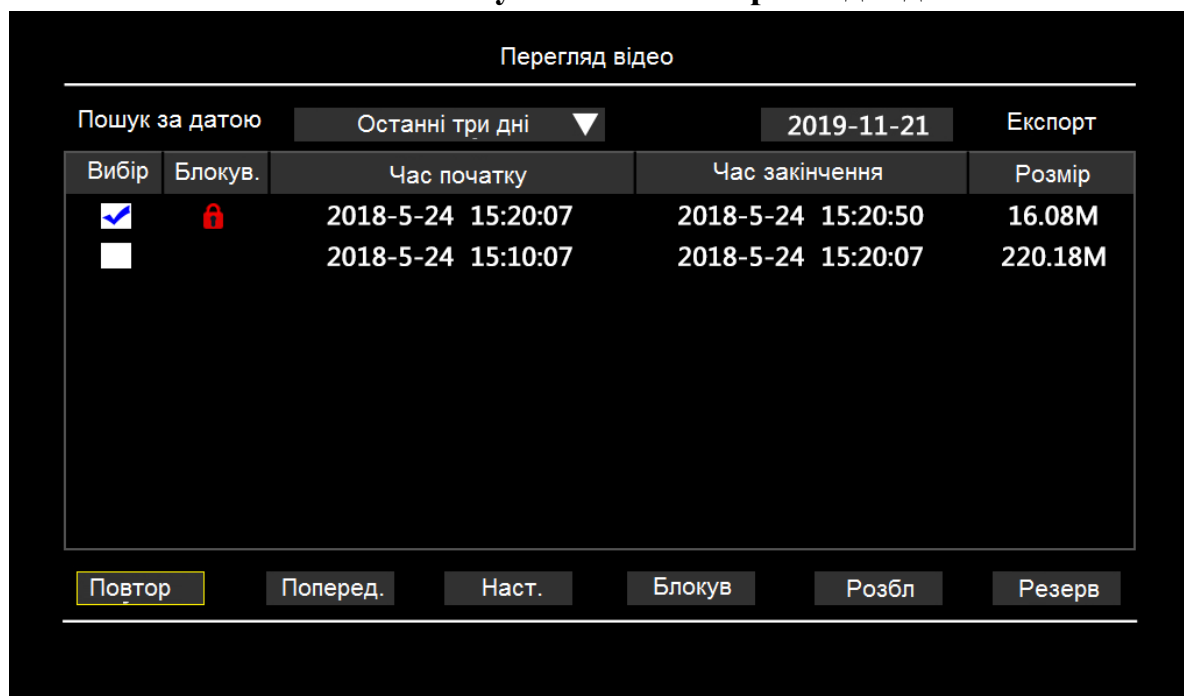 Перегляд відео
Пошук за датою Останні три дні 2019-11-21 Експорт
Вибір Блокув. Час початку Час закінчення Розмір
2018-5-24 15:20:07 2018-5-24 15:20:50 16.08M
2018-5-24 15:10:07 2018-5-24 15:20:07 220.18M
Повтор Поперед. Наст. Блокув Розбл Резерв